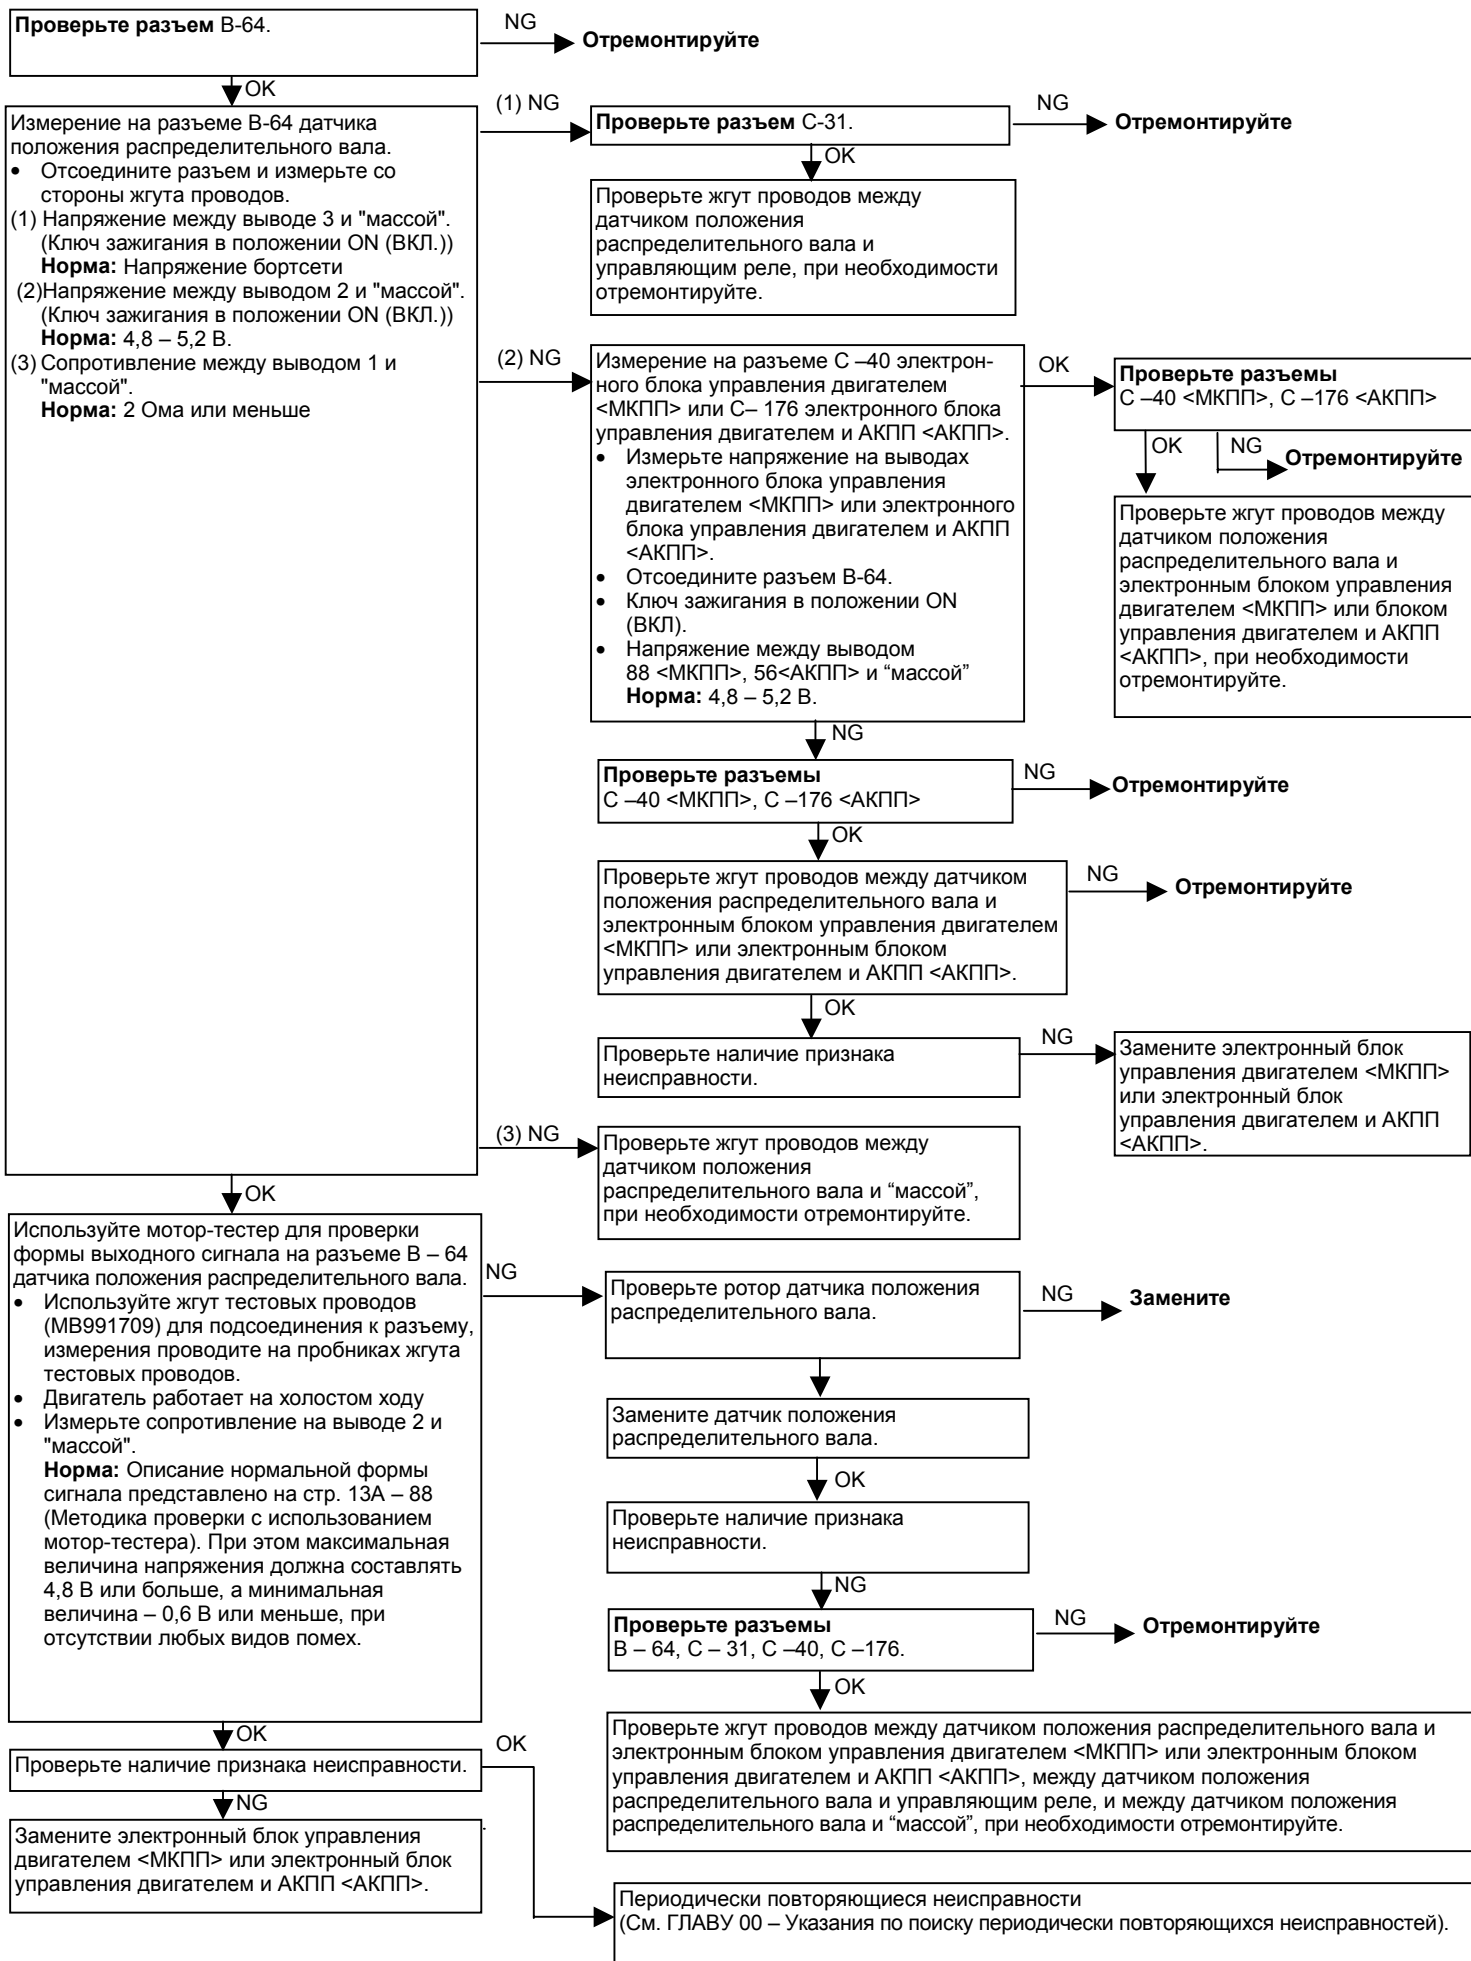 Проверьте разъем B-64.
NG
Отремонтируйте
OK
Измерение на разъеме B-64 датчика
положения распределительного вала.
• Отсоедините разъем и измерьте со
стороны жгута проводов.
(1) Напряжение между выводе 3 и "массой".
(Ключ зажигания в положении ON (ВКЛ.))
Норма: Напряжение бортсети
(2)Напряжение между выводом 2 и "массой".
(Ключ зажигания в положении ON (ВКЛ.))
Норма: 4,8 – 5,2 В.
(3) Сопротивление между выводом 1 и
"массой".
Норма: 2 Ома или меньше
(1) NG
Проверьте разъем C-31.
NG
Отремонтируйте
OK
Проверьте жгут проводов между
датчиком положения
распределительного вала и
управляющим реле, при необходимости
отремонтируйте.
(2) NG
Измерение на разъеме С –40 электрон-
ного блока управления двигателем
<МКПП> или С– 176 электронного блока
управления двигателем и АКПП <АКПП>.
• Измерьте напряжение на выводах
электронного блока управления
двигателем <МКПП> или электронного
блока управления двигателем и АКПП
<АКПП>.
• Отсоедините разъем B-64.
• Ключ зажигания в положении ON
(ВКЛ).
• Напряжение между выводом
88 <МКПП>, 56<АКПП> и “массой”
Норма: 4,8 – 5,2 В.
OK
Проверьте разъемы
С –40 <МКПП>, С –176 <АКПП>
OK
NG
Отремонтируйте
Проверьте жгут проводов между
датчиком положения
распределительного вала и
электронным блоком управления
двигателем <МКПП> или блоком
управления двигателем и АКПП
<АКПП>, при необходимости
отремонтируйте.
NG
Проверьте разъемы
С –40 <МКПП>, С –176 <АКПП>
NG
Отремонтируйте
OK
Проверьте жгут проводов между датчиком
положения распределительного вала и
электронным блоком управления двигателем
<МКПП> или электронным блоком
управления двигателем и АКПП <АКПП>.
NG
Отремонтируйте
OK
Проверьте наличие признака
неисправности.
NG
Замените электронный блок
управления двигателем <МКПП>
или электронный блок
управления двигателем и АКПП
<АКПП>.
(3) NG
Проверьте жгут проводов между
датчиком положения
распределительного вала и “массой”,
при необходимости отремонтируйте.
OK
Используйте мотор-тестер для проверки
формы выходного сигнала на разъеме B – 64
датчика положения распределительного вала.
• Используйте жгут тестовых проводов
(MB991709) для подсоединения к разъему,
измерения проводите на пробниках жгута
тестовых проводов.
• Двигатель работает на холостом ходу
• Измерьте сопротивление на выводе 2 и
"массой".
Норма: Описание нормальной формы
сигнала представлено на стр. 13A – 88
(Методика проверки с использованием
мотор-тестера). При этом максимальная
величина напряжения должна составлять
4,8 В или больше, а минимальная
величина – 0,6 В или меньше, при
отсутствии любых видов помех.
NG
Проверьте ротор датчика положения
распределительного вала.
NG
Замените
Замените датчик положения
распределительного вала.
OK
Проверьте наличие признака
неисправности.
NG
Проверьте разъемы
B – 64, C – 31, C –40, C –176.
NG
Отремонтируйте
OK
Проверьте жгут проводов между датчиком положения распределительного вала и
электронным блоком управления двигателем <МКПП> или электронным блоком
управления двигателем и АКПП <АКПП>, между датчиком положения
распределительного вала и управляющим реле, и между датчиком положения
распределительного вала и “массой”, при необходимости отремонтируйте.
OK
Проверьте наличие признака неисправности.
OK
NG
Замените электронный блок управления
двигателем <МКПП> или электронный блок
управления двигателем и АКПП <АКПП>.
.
Периодически повторяющиеся неисправности
(См. ГЛАВУ 00 – Указания по поиску периодически повторяющихся неисправностей).